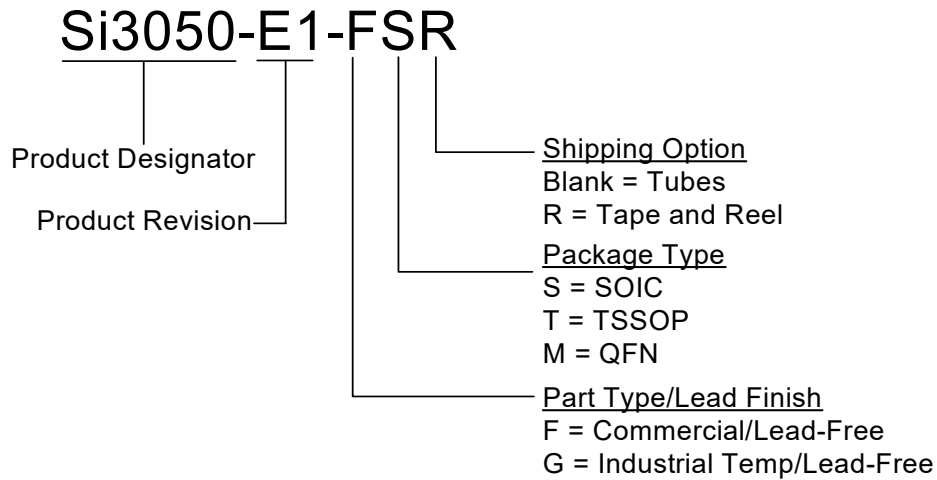 Si3050-E1-FSR
Product Designator
Product Revision
Shipping Option
Blank = Tubes
R = Tape and Reel
Package Type
S = SOIC
T = TSSOP
M = QFN
Part Type/Lead Finish
F = Commercial/Lead-Free
G = Industrial Temp/Lead-Free